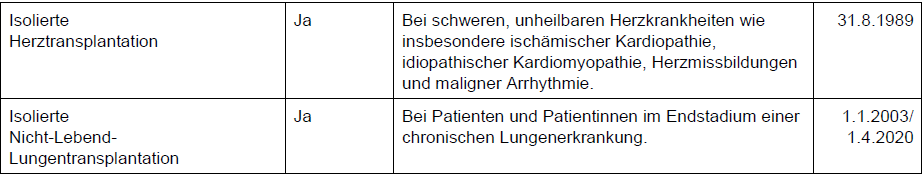 Isolierte
Herztransplantation
Ja
Bei schweren, unheilbaren Herzkrankheiten wie
insbesondere ischämischer Kardiopathie,
idiopathischer Kardiomyopathie, Herzmissbildungen
und maligner Arrhythmie.
31.8.1989
Isolierte
Nicht-Lebend-
Lungentransplantation
Ja
Bei Patienten und Patientinnen im Endstadium einer
chronischen Lungenerkrankung.
1.1.2003/
1.4.2020